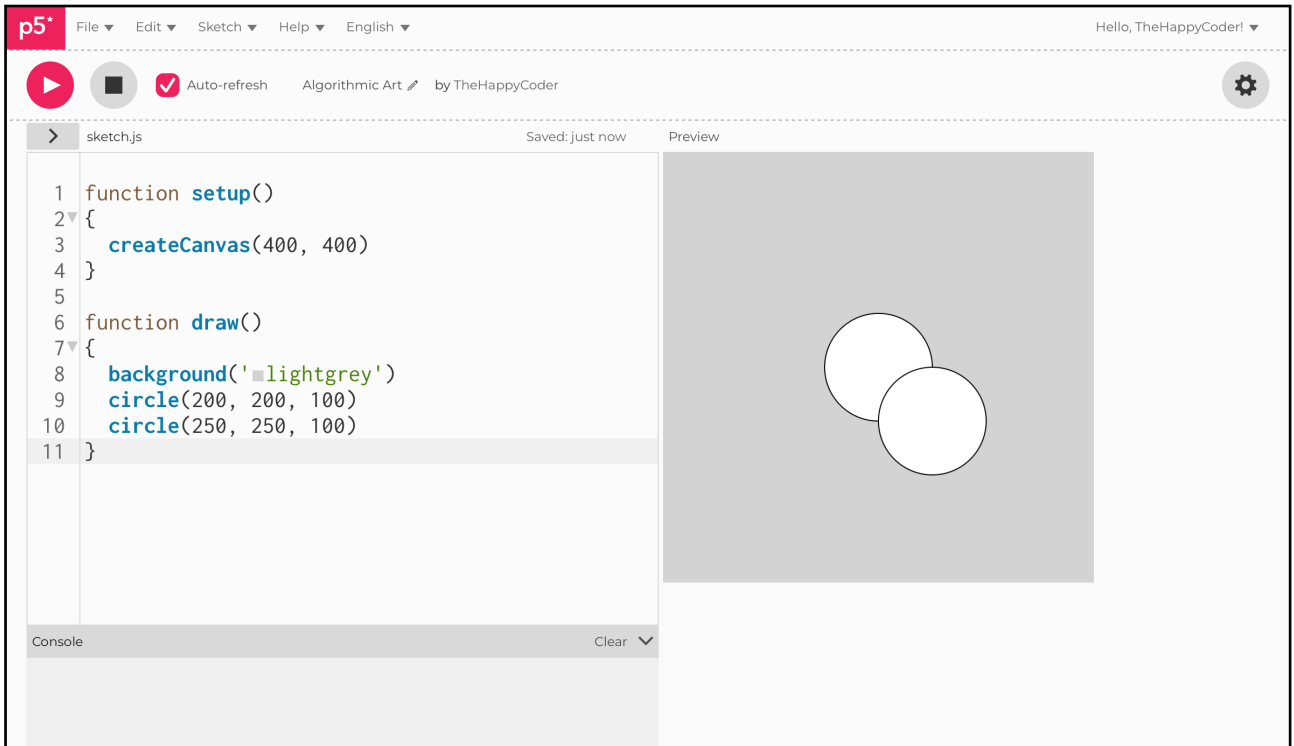 p5* File Edit Sketch Help English Hello, TheHappyCoder!
Auto-refresh Algorithmic Art by TheHappyCoder
sketch.js Saved: just now Preview
1 function setup()
2 {
3 createCanvas(400, 400)
4 }
5
6 function draw()
7 {
8 background('lightgrey')
9 circle(200, 200, 100)
10 circle(250, 250, 100)
11 }
Console Clear